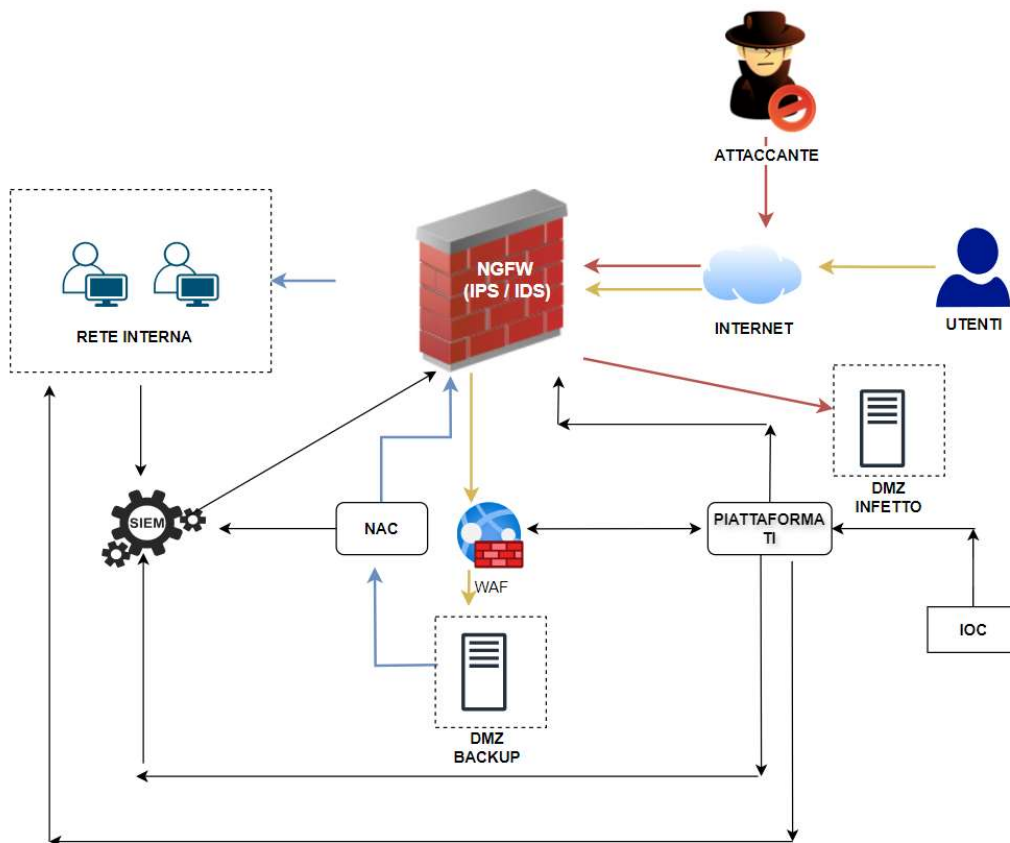 ATTACCANTE
NGFW
(IPS / IDS)
INTERNET
UTENTI
RETE INTERNA
DMZ
INFETTO
SIEM
NAC
WAF
PIATTAFORMA
TI
IOC
DMZ
BACKUP